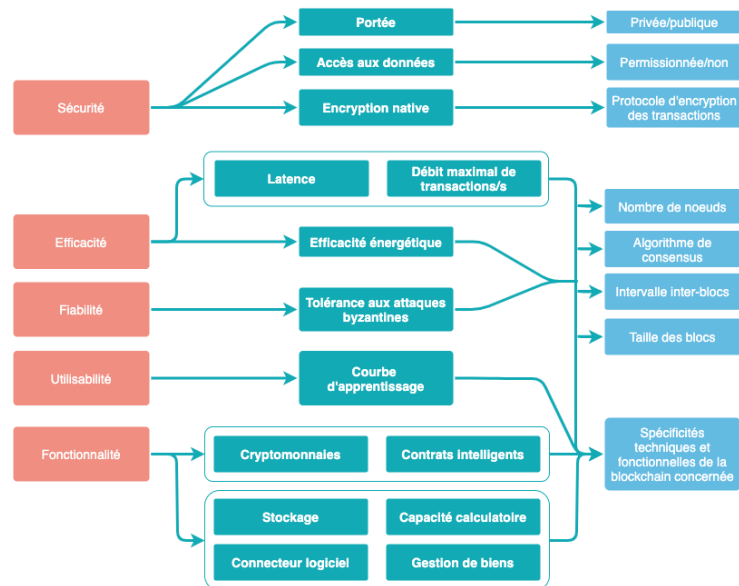 Portée
Privée/publique
Accès aux données
Permissionnée/non
Sécurité
Encryption native
Protocole d'encryption
des transactions
Latence
Débit maximal de
transactions/s
Nombre de noeuds
Efficacité
Efficacité énergétique
Algorithme de
consensus
Fiabilité
Tolérance aux attaques
byzantines
Intervalle inter-blocs
Taille des blocs
Utilisabilité
Courbe
d'apprentissage
Fonctionnalité
Cryptomonnaies
Contrats intelligents
Spécificités
techniques et
fonctionnelles de la
blockchain concernée
Stockage
Capacité calculatoire
Connecteur logiciel
Gestion de biens